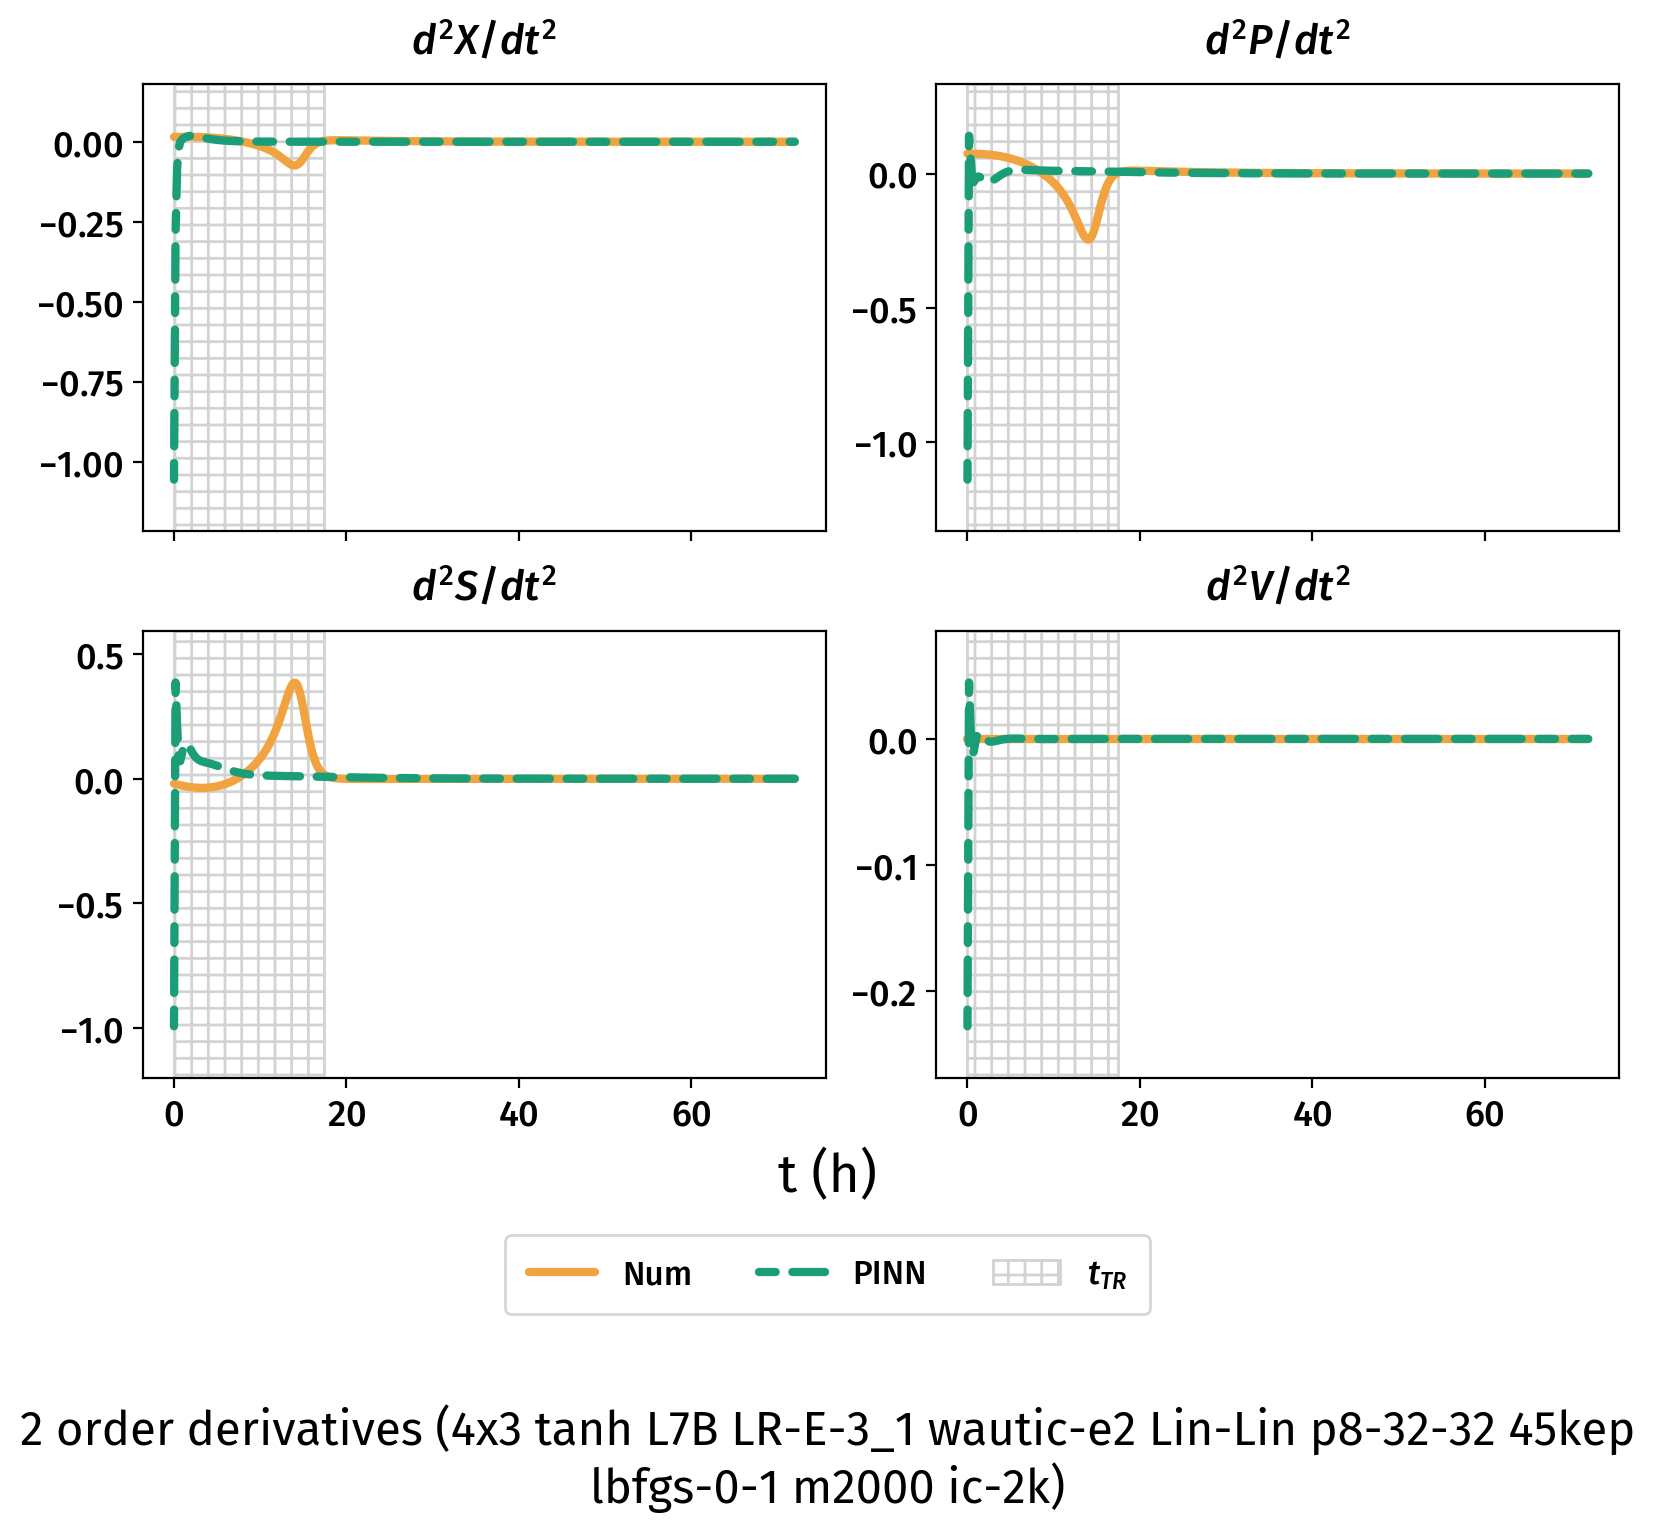 d²X/dt²
d²P/dt²
0.00
−0.25
−0.50
−0.75
−1.00
0.0
−0.5
−1.0
d²S/dt²
d²V/dt²
0.5
0.0
−0.5
−1.0
0.0
−0.1
−0.2
0 20 40 60
0 20 40 60
t (h)
Num PINN t_TR
2 order derivatives (4x3 tanh L7B LR-E-3_1 wautic-e2 Lin-Lin p8-32-32 45kep
lbfgs-0-1 m2000 ic-2k)